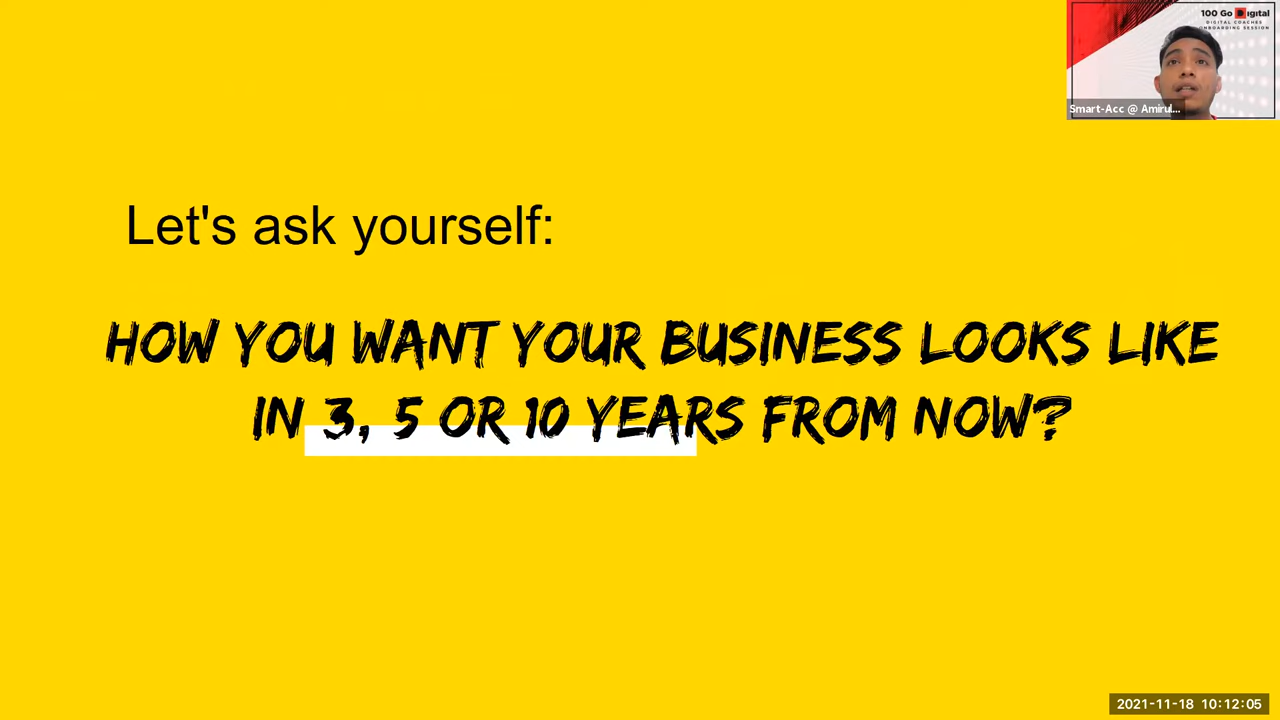 100 Go Digital
DIGITAL COACHES
ONBOARDING SESSION
Smart-Acc @ Amirul...
Let's ask yourself:
HOW YOU WANT YOUR BUSINESS LOOKS LIKE
IN 3, 5 OR 10 YEARS FROM NOW?
2021-11-18 10:12:05